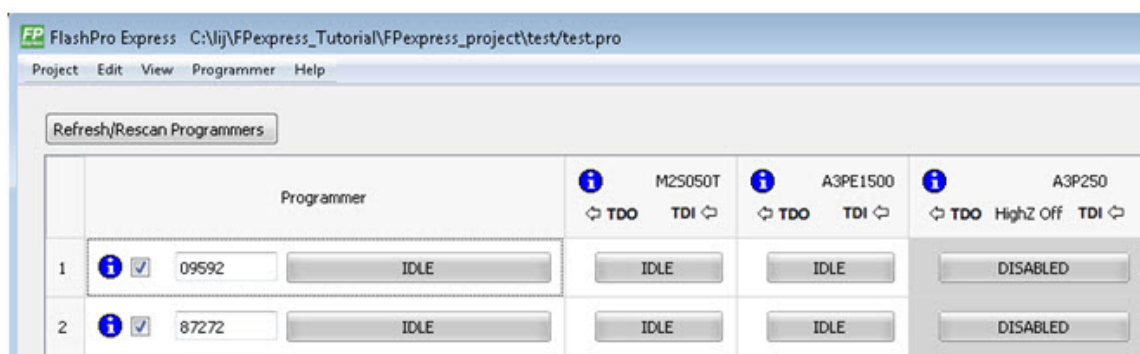 FP FlashPro Express C:\lij\FPexpress_Tutorial\FPexpress_project\test/test.pro
Project Edit View Programmer Help
Refresh/Rescan Programmers
Programmer
i M2S050T
TDO TDI
i A3PE1500
TDO TDI
i A3P250
TDO HighZ Off TDI
1 i 09592 IDLE IDLE IDLE DISABLED
2 i 87272 IDLE IDLE IDLE DISABLED